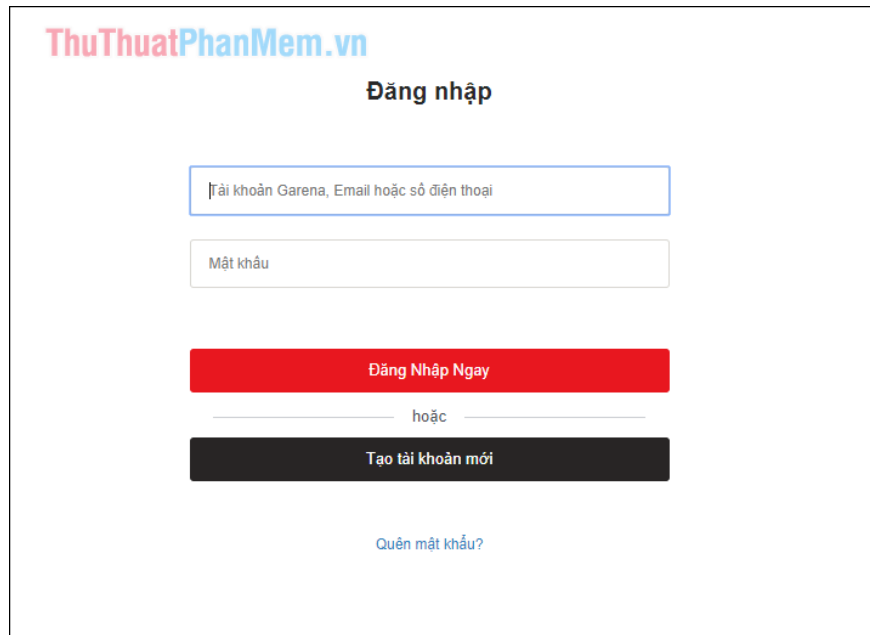 ThuThuatPhanMem.vn
Đăng nhập
Tài khoản Garena, Email hoặc số điện thoại
Mật khẩu
Đăng Nhập Ngay
hoặc
Tạo tài khoản mới
Quên mật khẩu?